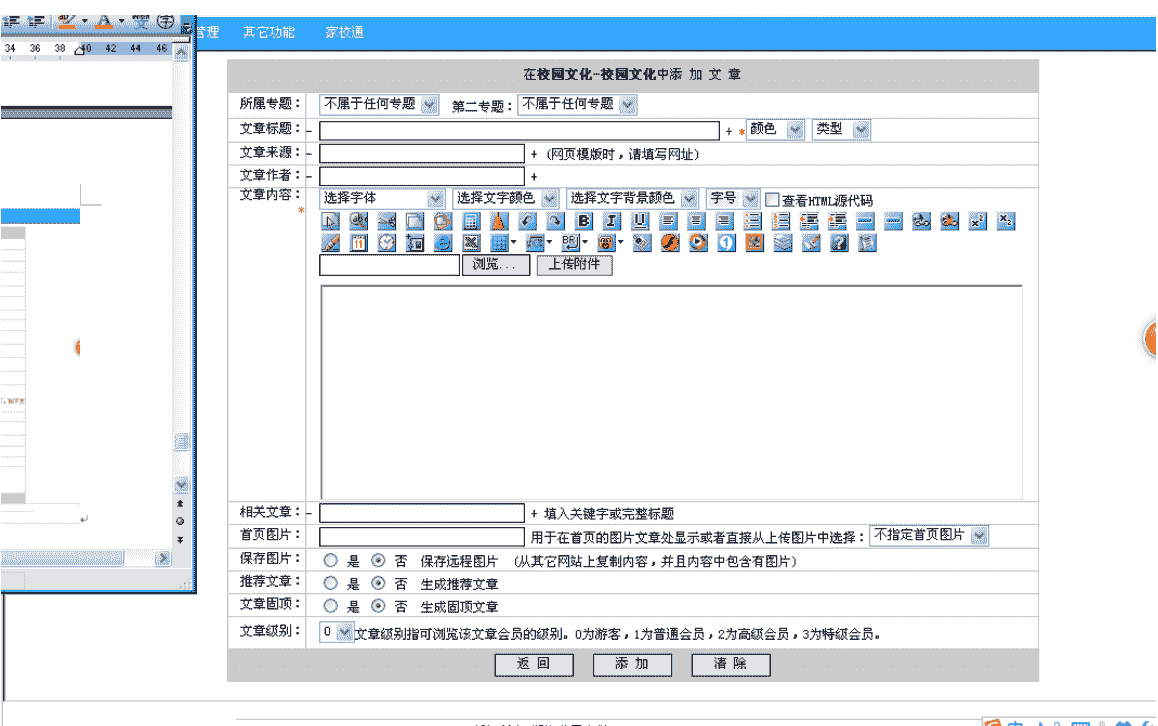 管理 其它功能 家校通
34 36 38 40 42 44 46
在校园文化-校园文化中添 加 文 章
所属专题： 不属于任何专题 第二专题： 不属于任何专题
文章标题：- + * 颜色 类型
文章来源：- + (网页模版时，请填写网址)
文章作者：- +
文章内容： 选择字体 选择文字颜色 选择文字背景颜色 字号 查看HTML源代码
*
浏览... 上传附件
相关文章：- + 填入关键字或完整标题
首页图片： 用于在首页的图片文章处显示或者直接从上传图片中选择： 不指定首页图片
保存图片： 是 否 保存远程图片 (从其它网站上复制内容，并且内容中包含有图片)
推荐文章： 是 否 生成推荐文章
文章固顶： 是 否 生成固顶文章
文章级别： 0 文章级别指可浏览该文章会员的级别。0为游客，1为普通会员，2为高级会员，3为特级会员。
返 回 添 加 清 除